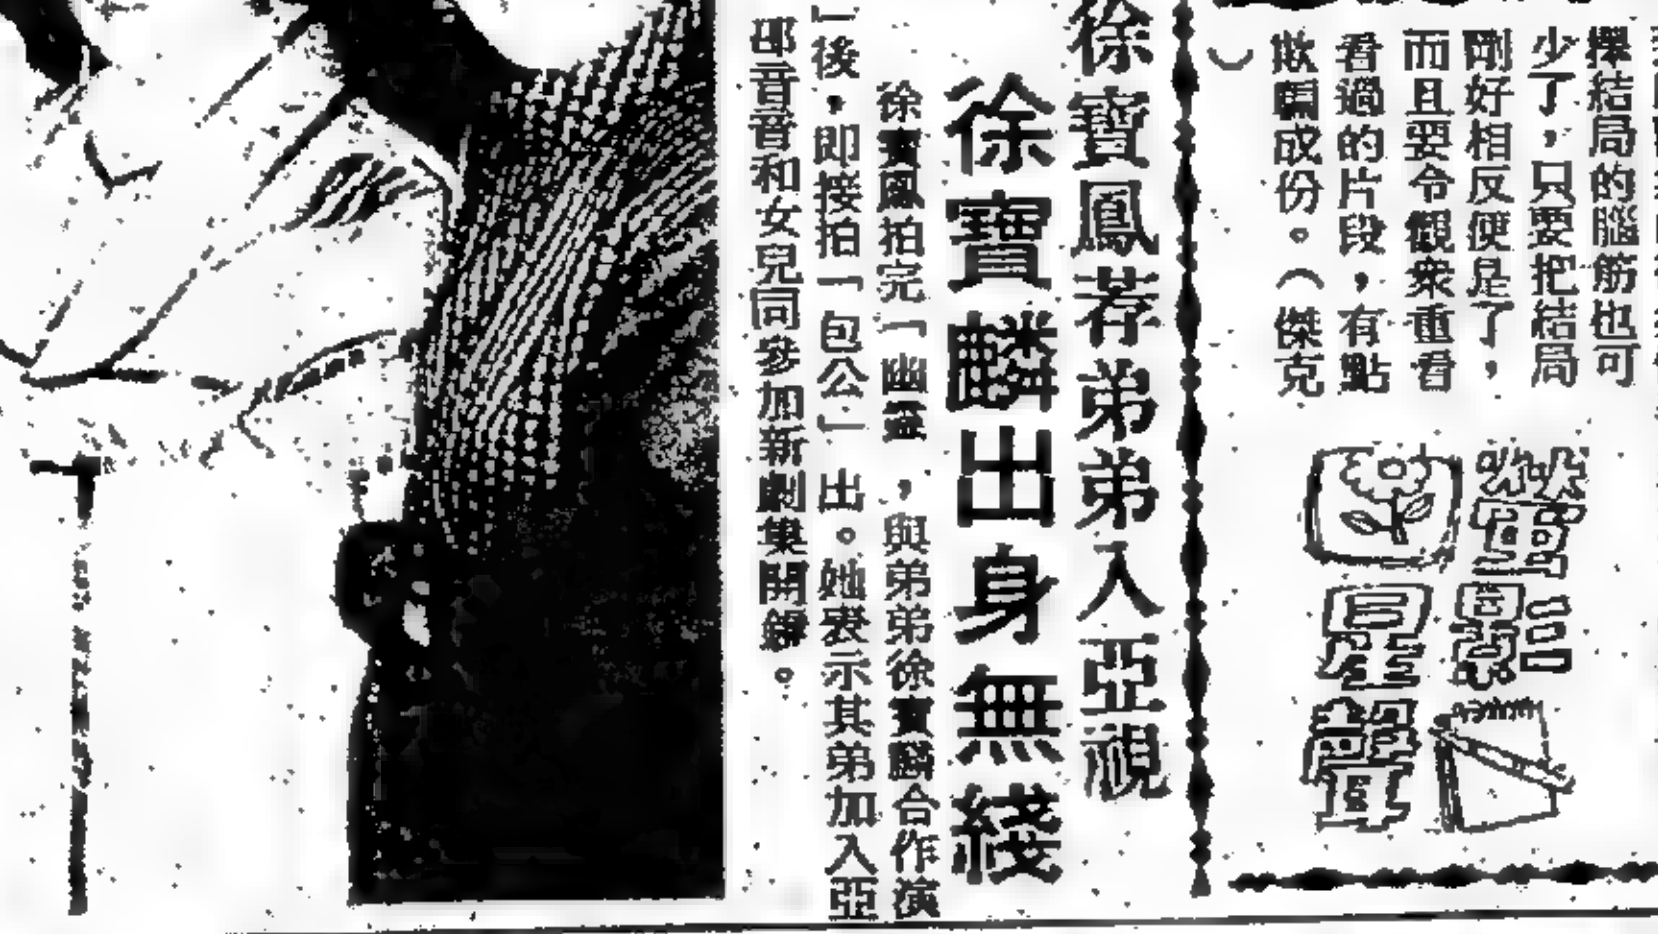 擇結局的腦筋也可
少了，只要把結局
剛好相反便是了，
而且要令觀衆重看
看過的片段，有點
欺騙成份。（傑克
）
螢
星聲
徐寶鳳荐弟弟入亞視
徐寶麟出身無綫
徐寶鳳拍完「幽靈，與弟弟徐寶麟合作演
」後，即接拍「包公」出。她表示其弟加入亞
邵音音和女兒同參加新劇集開鏡。